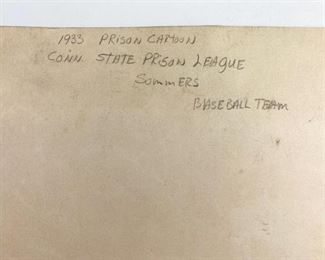 1933 PRISON CARTOON
CONN. STATE PRISON LEAGUE
SOMMERS
BASEBALL TEAM